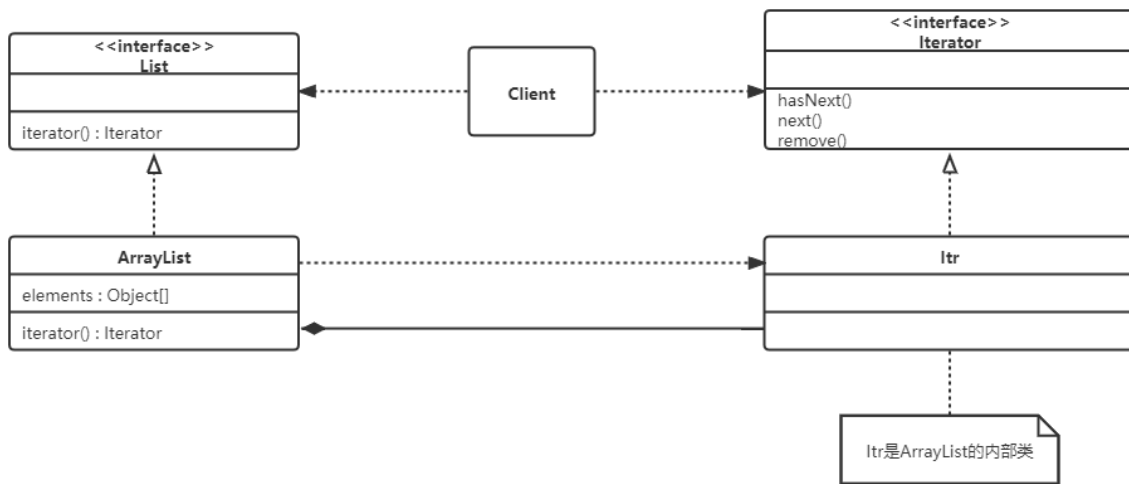 <<interface>>
List
iterator() : Iterator
Client
<<interface>>
Iterator
hasNext()
next()
remove()
ArrayList
elements : Object[]
iterator() : Iterator
Itr
Itr是ArrayList的内部类